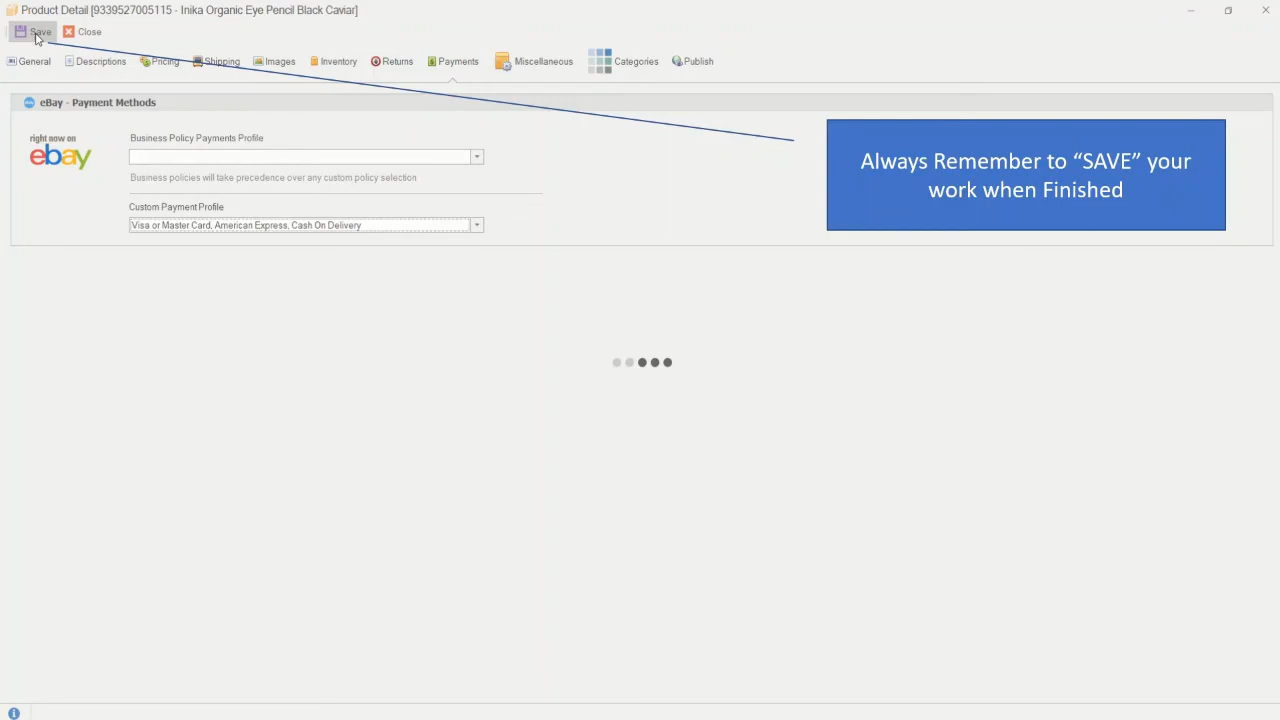 Product Detail [9339527005115 - Inika Organic Eye Pencil Black Caviar]
Save Close
General Descriptions Pricing Shipping Images Inventory Returns Payments Miscellaneous Categories Publish
eBay - Payment Methods
right now on
ebay
Business Policy Payments Profile
Business policies will take precedence over any custom policy selection
Custom Payment Profile
Visa or Master Card, American Express, Cash On Delivery
Always Remember to “SAVE” your
work when Finished